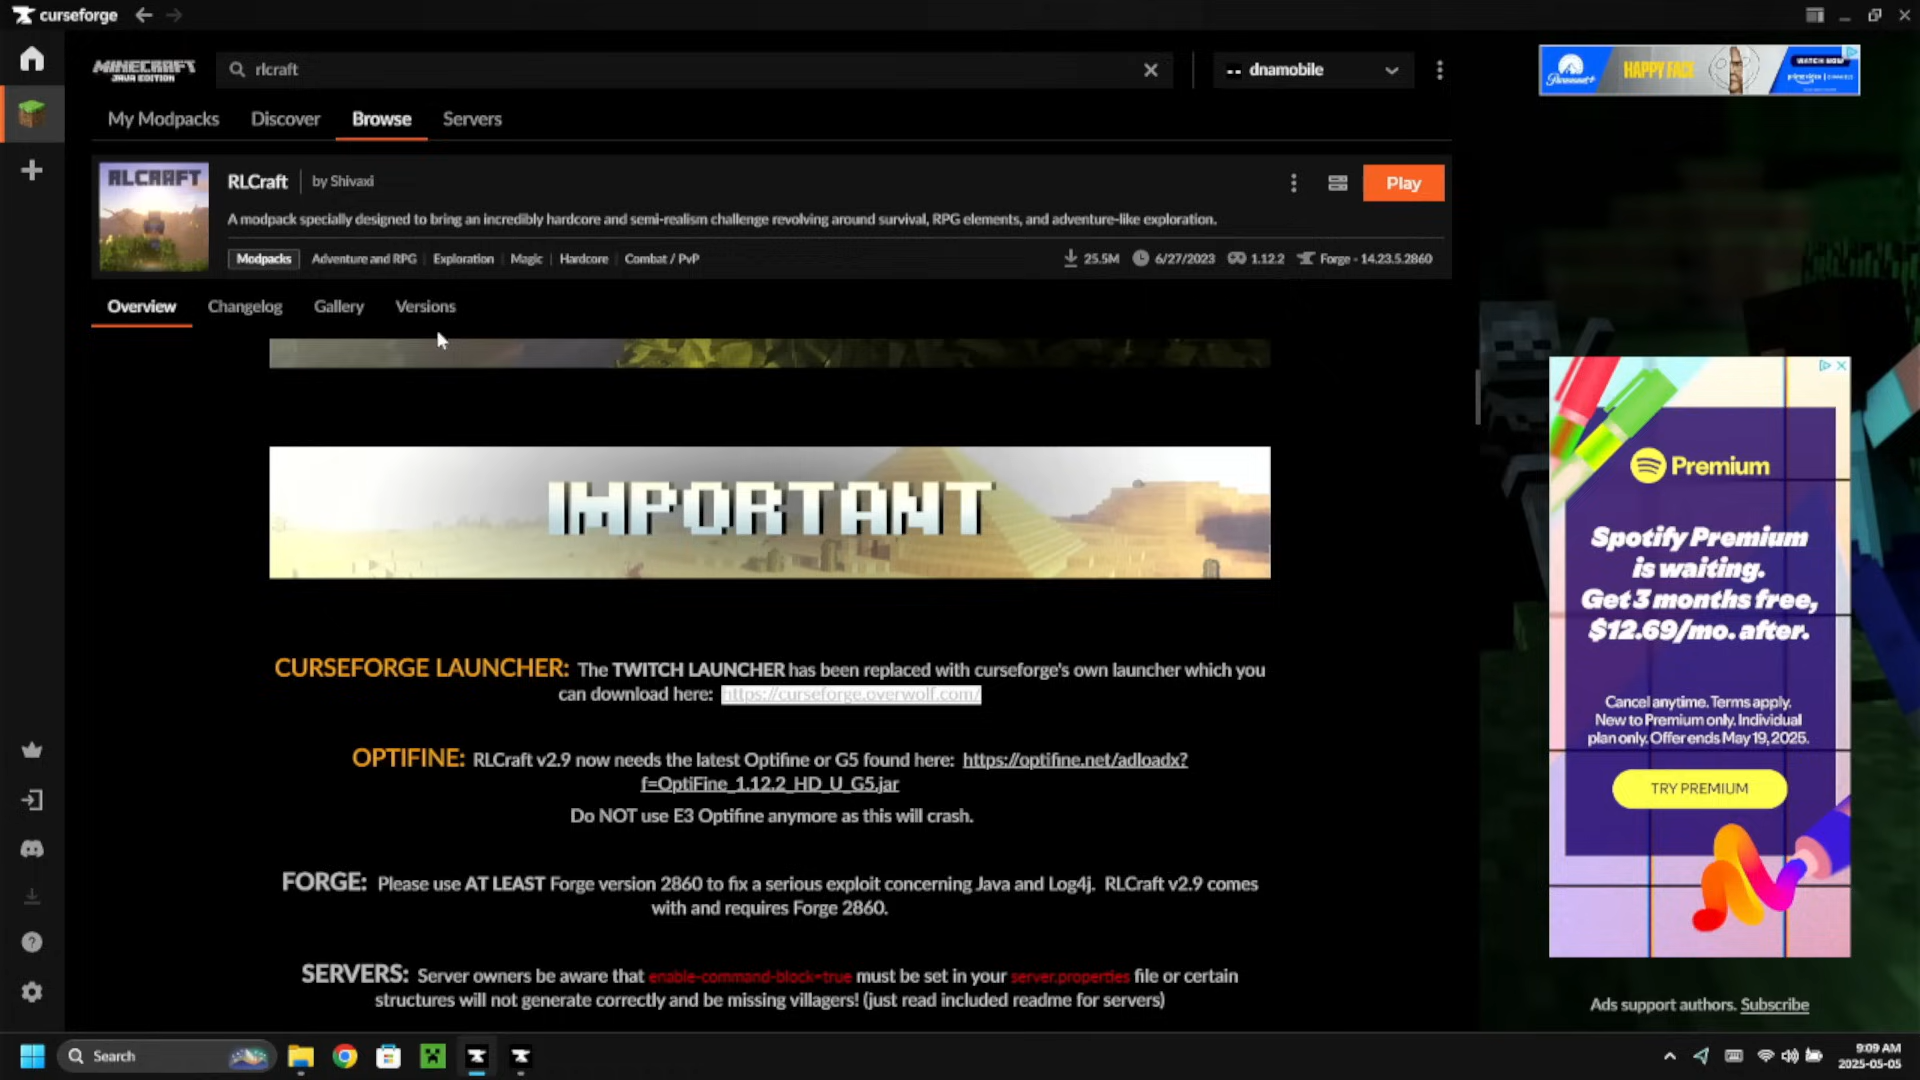 curseforge
MINECRAFT
JAVA EDITION
rlcraft
dnamobile
My Modpacks
Discover
Browse
Servers
RLCRAFT
RLCraft
by Shivaxi
Play
A modpack specially designed to bring an incredibly hardcore and semi-realism challenge revolving around survival, RPG elements, and adventure-like exploration.
Modpacks
Adventure and RPG
Exploration
Magic
Hardcore
Combat / PvP
25.5M
6/27/2023
1.12.2
Forge - 14.23.5.2860
Overview
Changelog
Gallery
Versions
IMPORTANT
CURSEFORGE LAUNCHER: The TWITCH LAUNCHER has been replaced with curseforge's own launcher which you
can download here: https://curseforge.overwolf.com/
OPTIFINE: RLCraft v2.9 now needs the latest Optifine or G5 found here: https://optifine.net/adloadx?
f=OptiFine_1.12.2_HD_U_G5.jar
Do NOT use E3 Optifine anymore as this will crash.
FORGE: Please use AT LEAST Forge version 2860 to fix a serious exploit concerning Java and Log4j. RLCraft v2.9 comes
with and requires Forge 2860.
SERVERS: Server owners be aware that enable-command-block=true must be set in your server.properties file or certain
structures will not generate correctly and be missing villagers! (just read included readme for servers)
Paramount+
HAPPY FACE
WATCH NOW
prime video
Premium
Spotify Premium
is waiting.
Get 3 months free,
$12.69/mo. after.
Cancel anytime. Terms apply.
New to Premium only. Individual
plan only. Offer ends May 19, 2025.
TRY PREMIUM
Ads support authors. Subscribe
Search
9:09 AM
2025-05-05